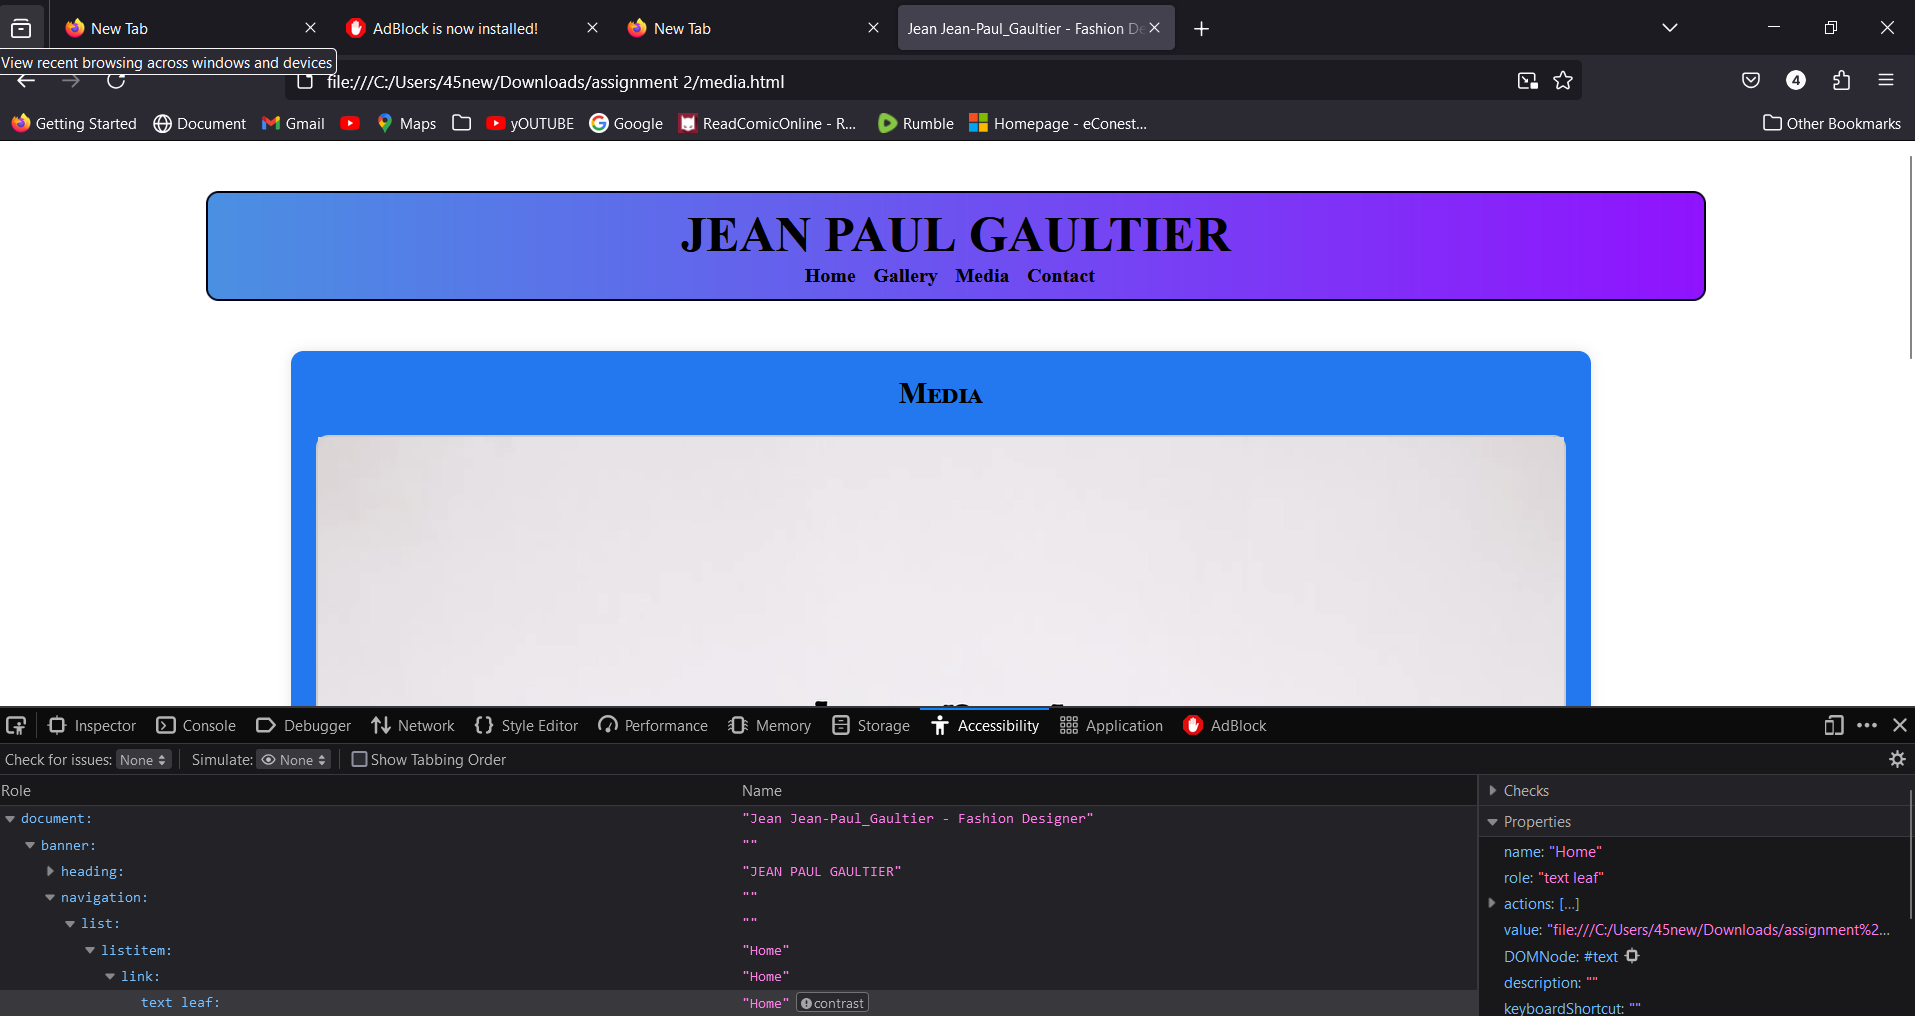 New Tab
AdBlock is now installed!
New Tab
Jean Jean-Paul_Gaultier - Fashion De
View recent browsing across windows and devices
file:///C:/Users/45new/Downloads/assignment 2/media.html
4
Getting Started
Document
Gmail
Maps
yOUTUBE
Google
ReadComicOnline - R...
Rumble
Homepage - eConest...
Other Bookmarks
JEAN PAUL GAULTIER
Home Gallery Media Contact
Media
Inspector
Console
Debugger
Network
Style Editor
Performance
Memory
Storage
Accessibility
Application
AdBlock
Check for issues: None
Simulate: None
Show Tabbing Order
Role Name
document: "Jean Jean-Paul_Gaultier - Fashion Designer"
banner: ""
heading: "JEAN PAUL GAULTIER"
navigation: ""
list: ""
listitem: "Home"
link: "Home"
text leaf: "Home" contrast
Checks
Properties
name: "Home"
role: "text leaf"
actions: […]
value: "file:///C:/Users/45new/Downloads/assignment%2...
DOMNode: #text
description: ""
keyboardShortcut: ""